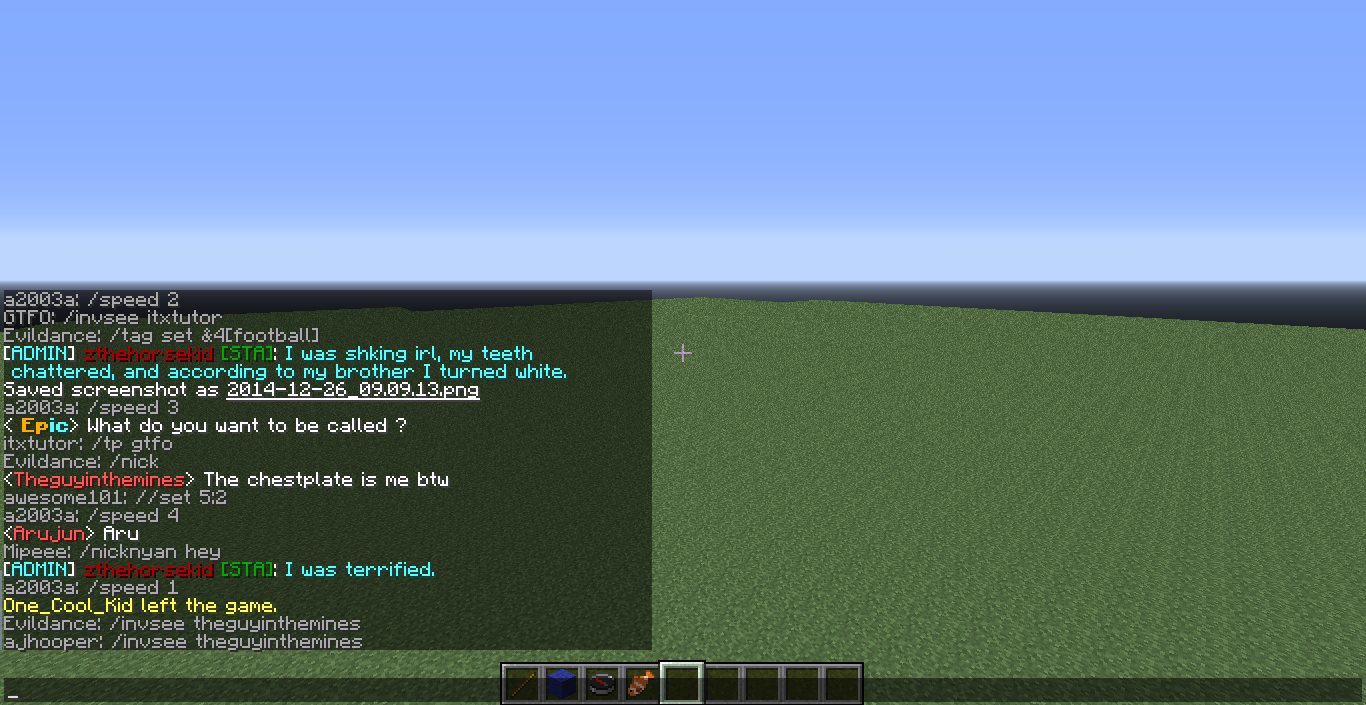 a2003a: /speed 2
GTFO: /invsee itxtutor
Evildance: /tag set &4[football]
[ADMIN] zthehorsekid [STA]: I was shking irl, my teeth
chattered, and according to my brother I turned white.
Saved screenshot as 2014-12-26_09.09.13.png
a2003a: /speed 3
< Epic> What do you want to be called ?
itxtutor: /tp gtfo
Evildance: /nick
<Theguyinthemines> The chestplate is me btw
awesome101: //set 5:2
a2003a: /speed 4
<Arujun> Aru
Mipeee: /nicknyan hey
[ADMIN] zthehorsekid [STA]: I was terrified.
a2003a: /speed 1
One_Cool_Kid left the game.
Evildance: /invsee theguyinthemines
ajhooper: /invsee theguyinthemines
_